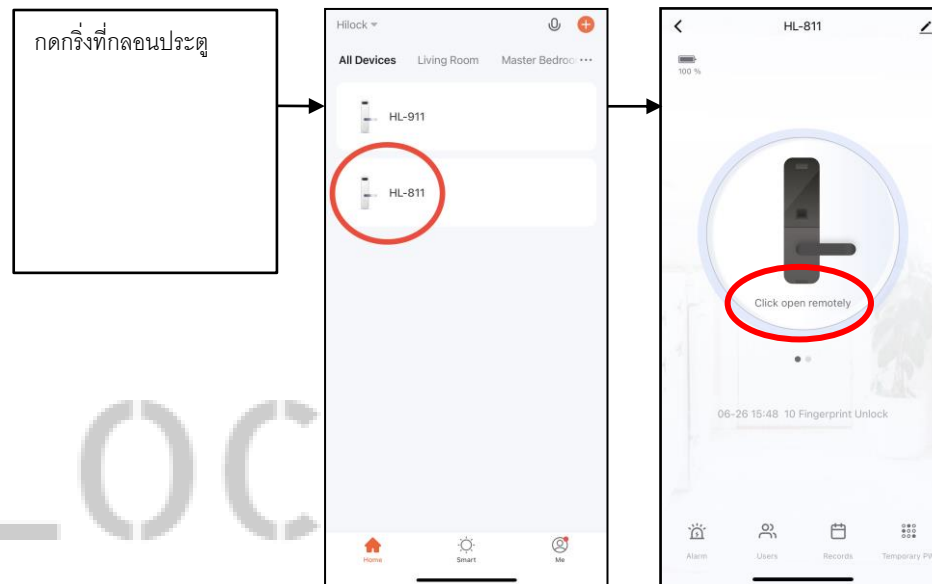 กดกริ่งที่กลอนประตู
Hilock
All Devices Living Room Master Bedroo ...
HL-911
HL-811
Home Smart Me
HL-811
100 %
Click open remotely
06-26 15:48 10 Fingerprint Unlock
Alarm Users Records Temporary PW
LOC